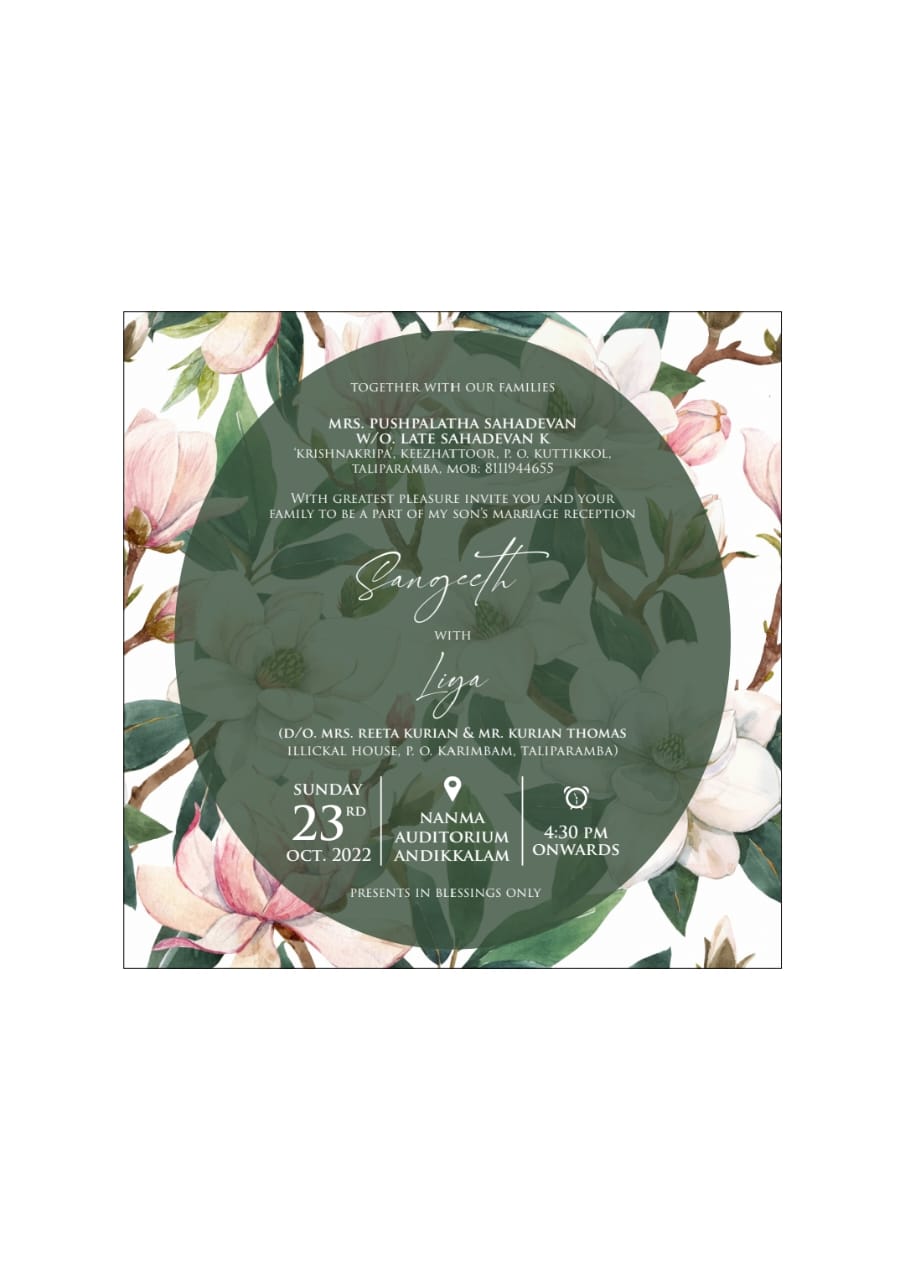 TOGETHER WITH OUR FAMILIES
MRS. PUSHPALATHA SAHADEVAN
W/O. LATE SAHADEVAN K
'KRISHNAKRIPA', KEEZHATTOOR, P. O. KUTTIKKOL,
TALIPARAMBA, MOB: 8111944655
WITH GREATEST PLEASURE INVITE YOU AND YOUR
FAMILY TO BE A PART OF MY SON'S MARRIAGE RECEPTION
Sangeeth
WITH
Liya
(D/O. MRS. REETA KURIAN & MR. KURIAN THOMAS
ILLICKAL HOUSE, P. O. KARIMBAM, TALIPARAMBA)
SUNDAY
23RD
OCT. 2022
NANMA
AUDITORIUM
ANDIKKALAM
4:30 PM
ONWARDS
PRESENTS IN BLESSINGS ONLY